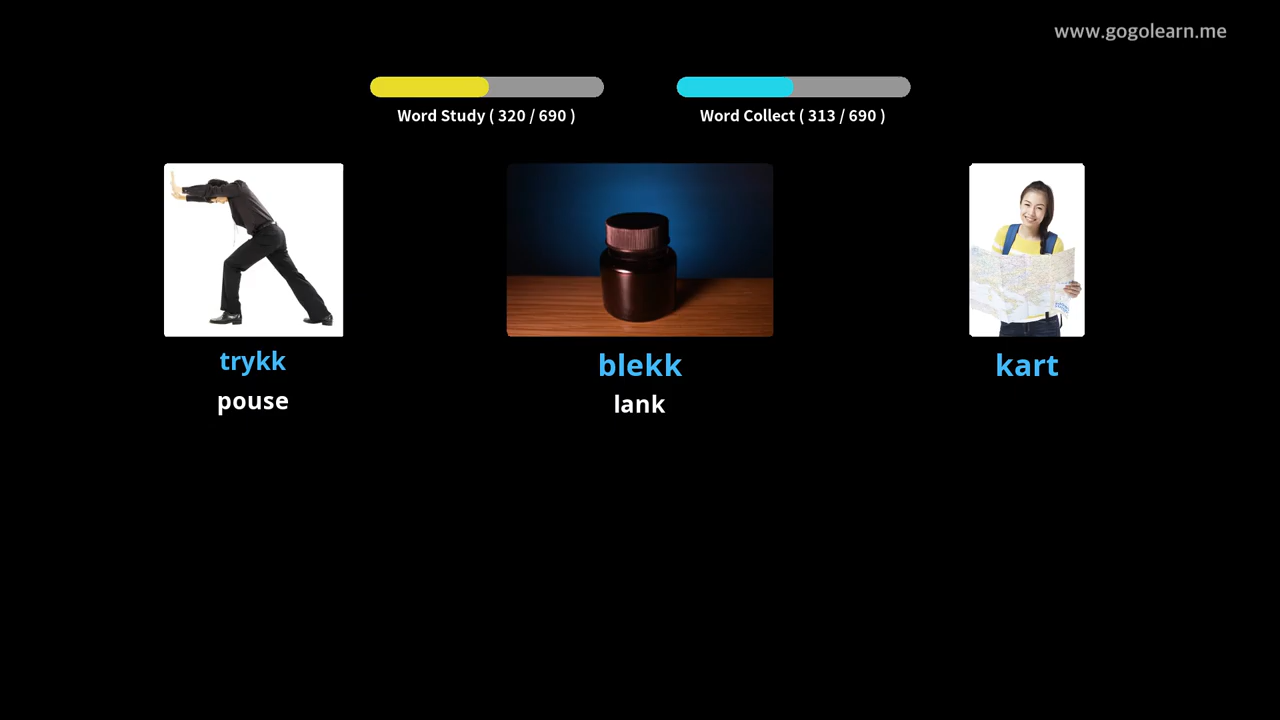 www.gogolearn.me
Word Study ( 320 / 690 )
Word Collect ( 313 / 690 )
trykk
blekk
kart
pouse
lank